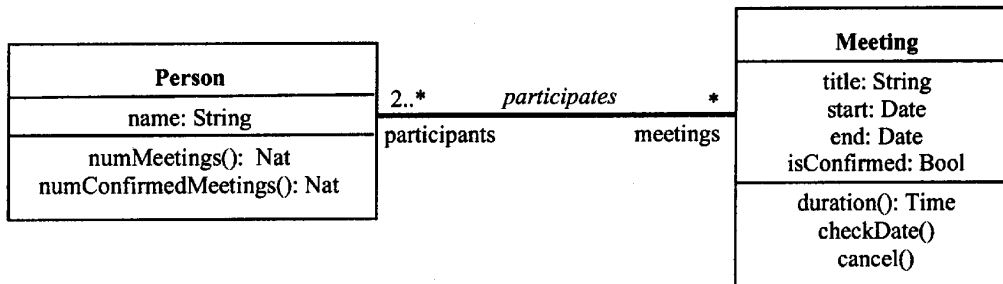 Person
name: String
numMeetings(): Nat
numConfirmedMeetings(): Nat
2..* participates *
participants meetings
Meeting
title: String
start: Date
end: Date
isConfirmed: Bool
duration(): Time
checkDate()
cancel()